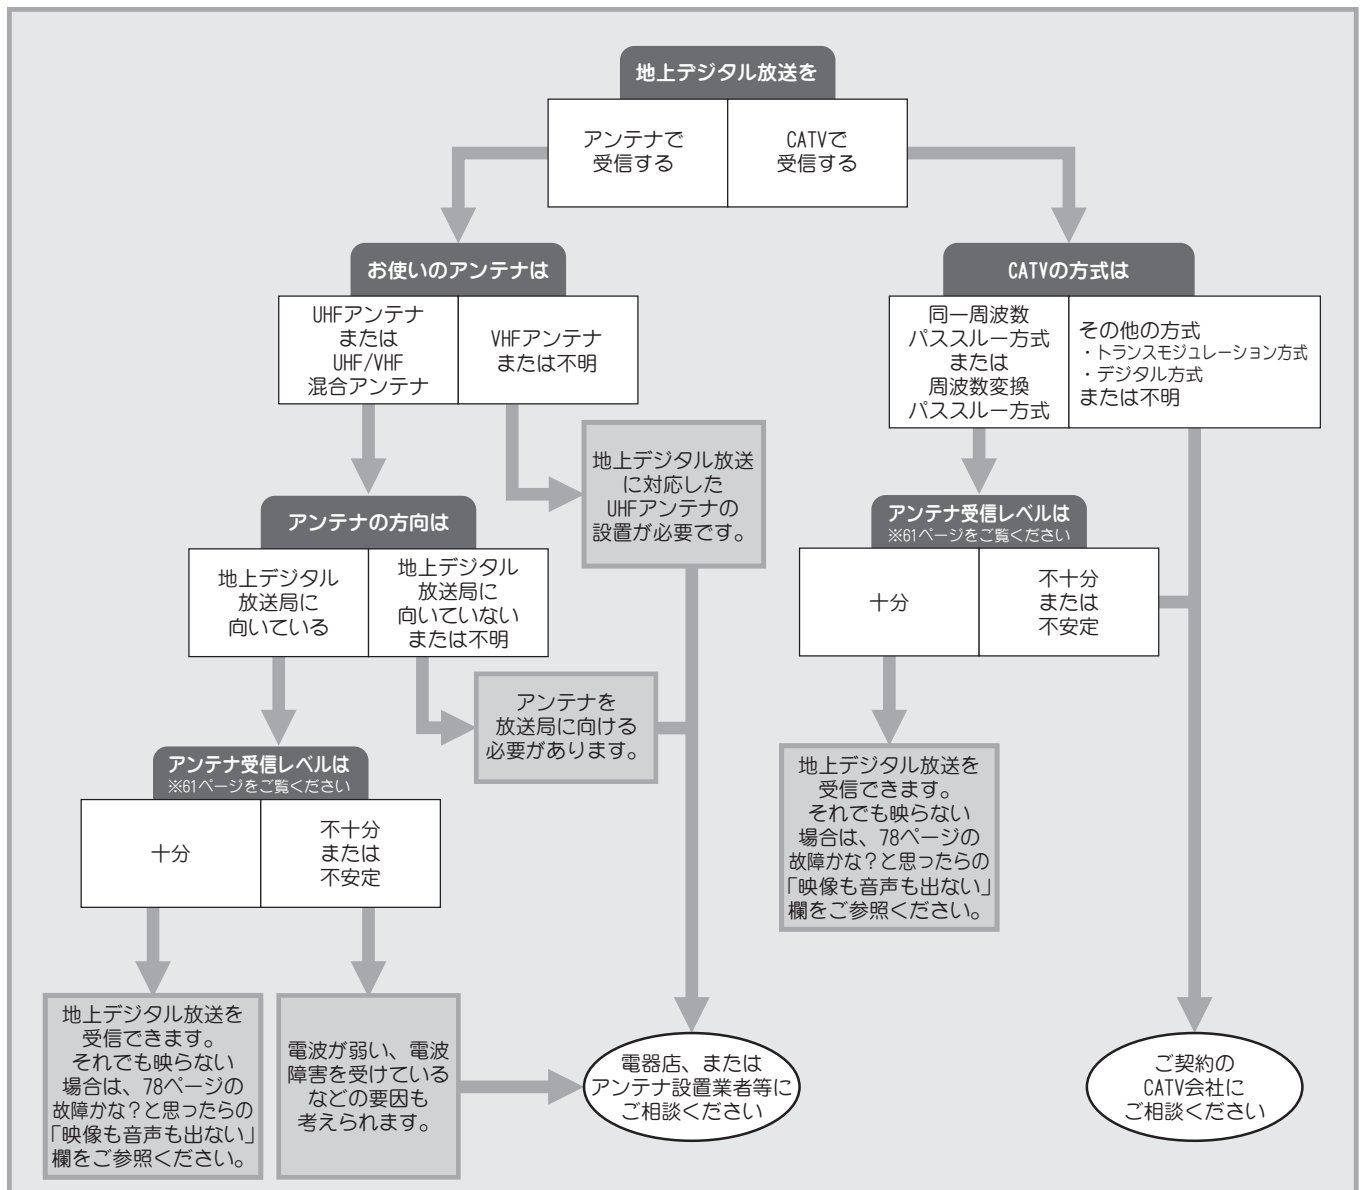 地上デジタル放送を
アンテナで
受信する
CATVで
受信する
お使いのアンテナは
UHFアンテナ
または
UHF/VHF
混合アンテナ
VHFアンテナ
または不明
CATVの方式は
同一周波数
パススルー方式
または
周波数変換
パススルー方式
その他の方式
・トランスモジュレーション方式
・デジタル方式
または不明
地上デジタル放送
に対応した
UHFアンテナの
設置が必要です。
アンテナの方向は
地上デジタル
放送局に
向いている
地上デジタル
放送局に
向いていない
または不明
アンテナ受信レベルは
※61ページをご覧ください
十分
不十分
または
不安定
アンテナを
放送局に向ける
必要があります。
アンテナ受信レベルは
※61ページをご覧ください
十分
不十分
または
不安定
地上デジタル放送を
受信できます。
それでも映らない
場合は、78ページの
故障かな？と思ったらの
「映像も音声も出ない」
欄をご参照ください。
地上デジタル放送を
受信できます。
それでも映らない
場合は、78ページの
故障かな？と思ったらの
「映像も音声も出ない」
欄をご参照ください。
電波が弱い、電波
障害を受けている
などの要因も
考えられます。
電器店、または
アンテナ設置業者等に
ご相談ください
ご契約の
CATV会社に
ご相談ください